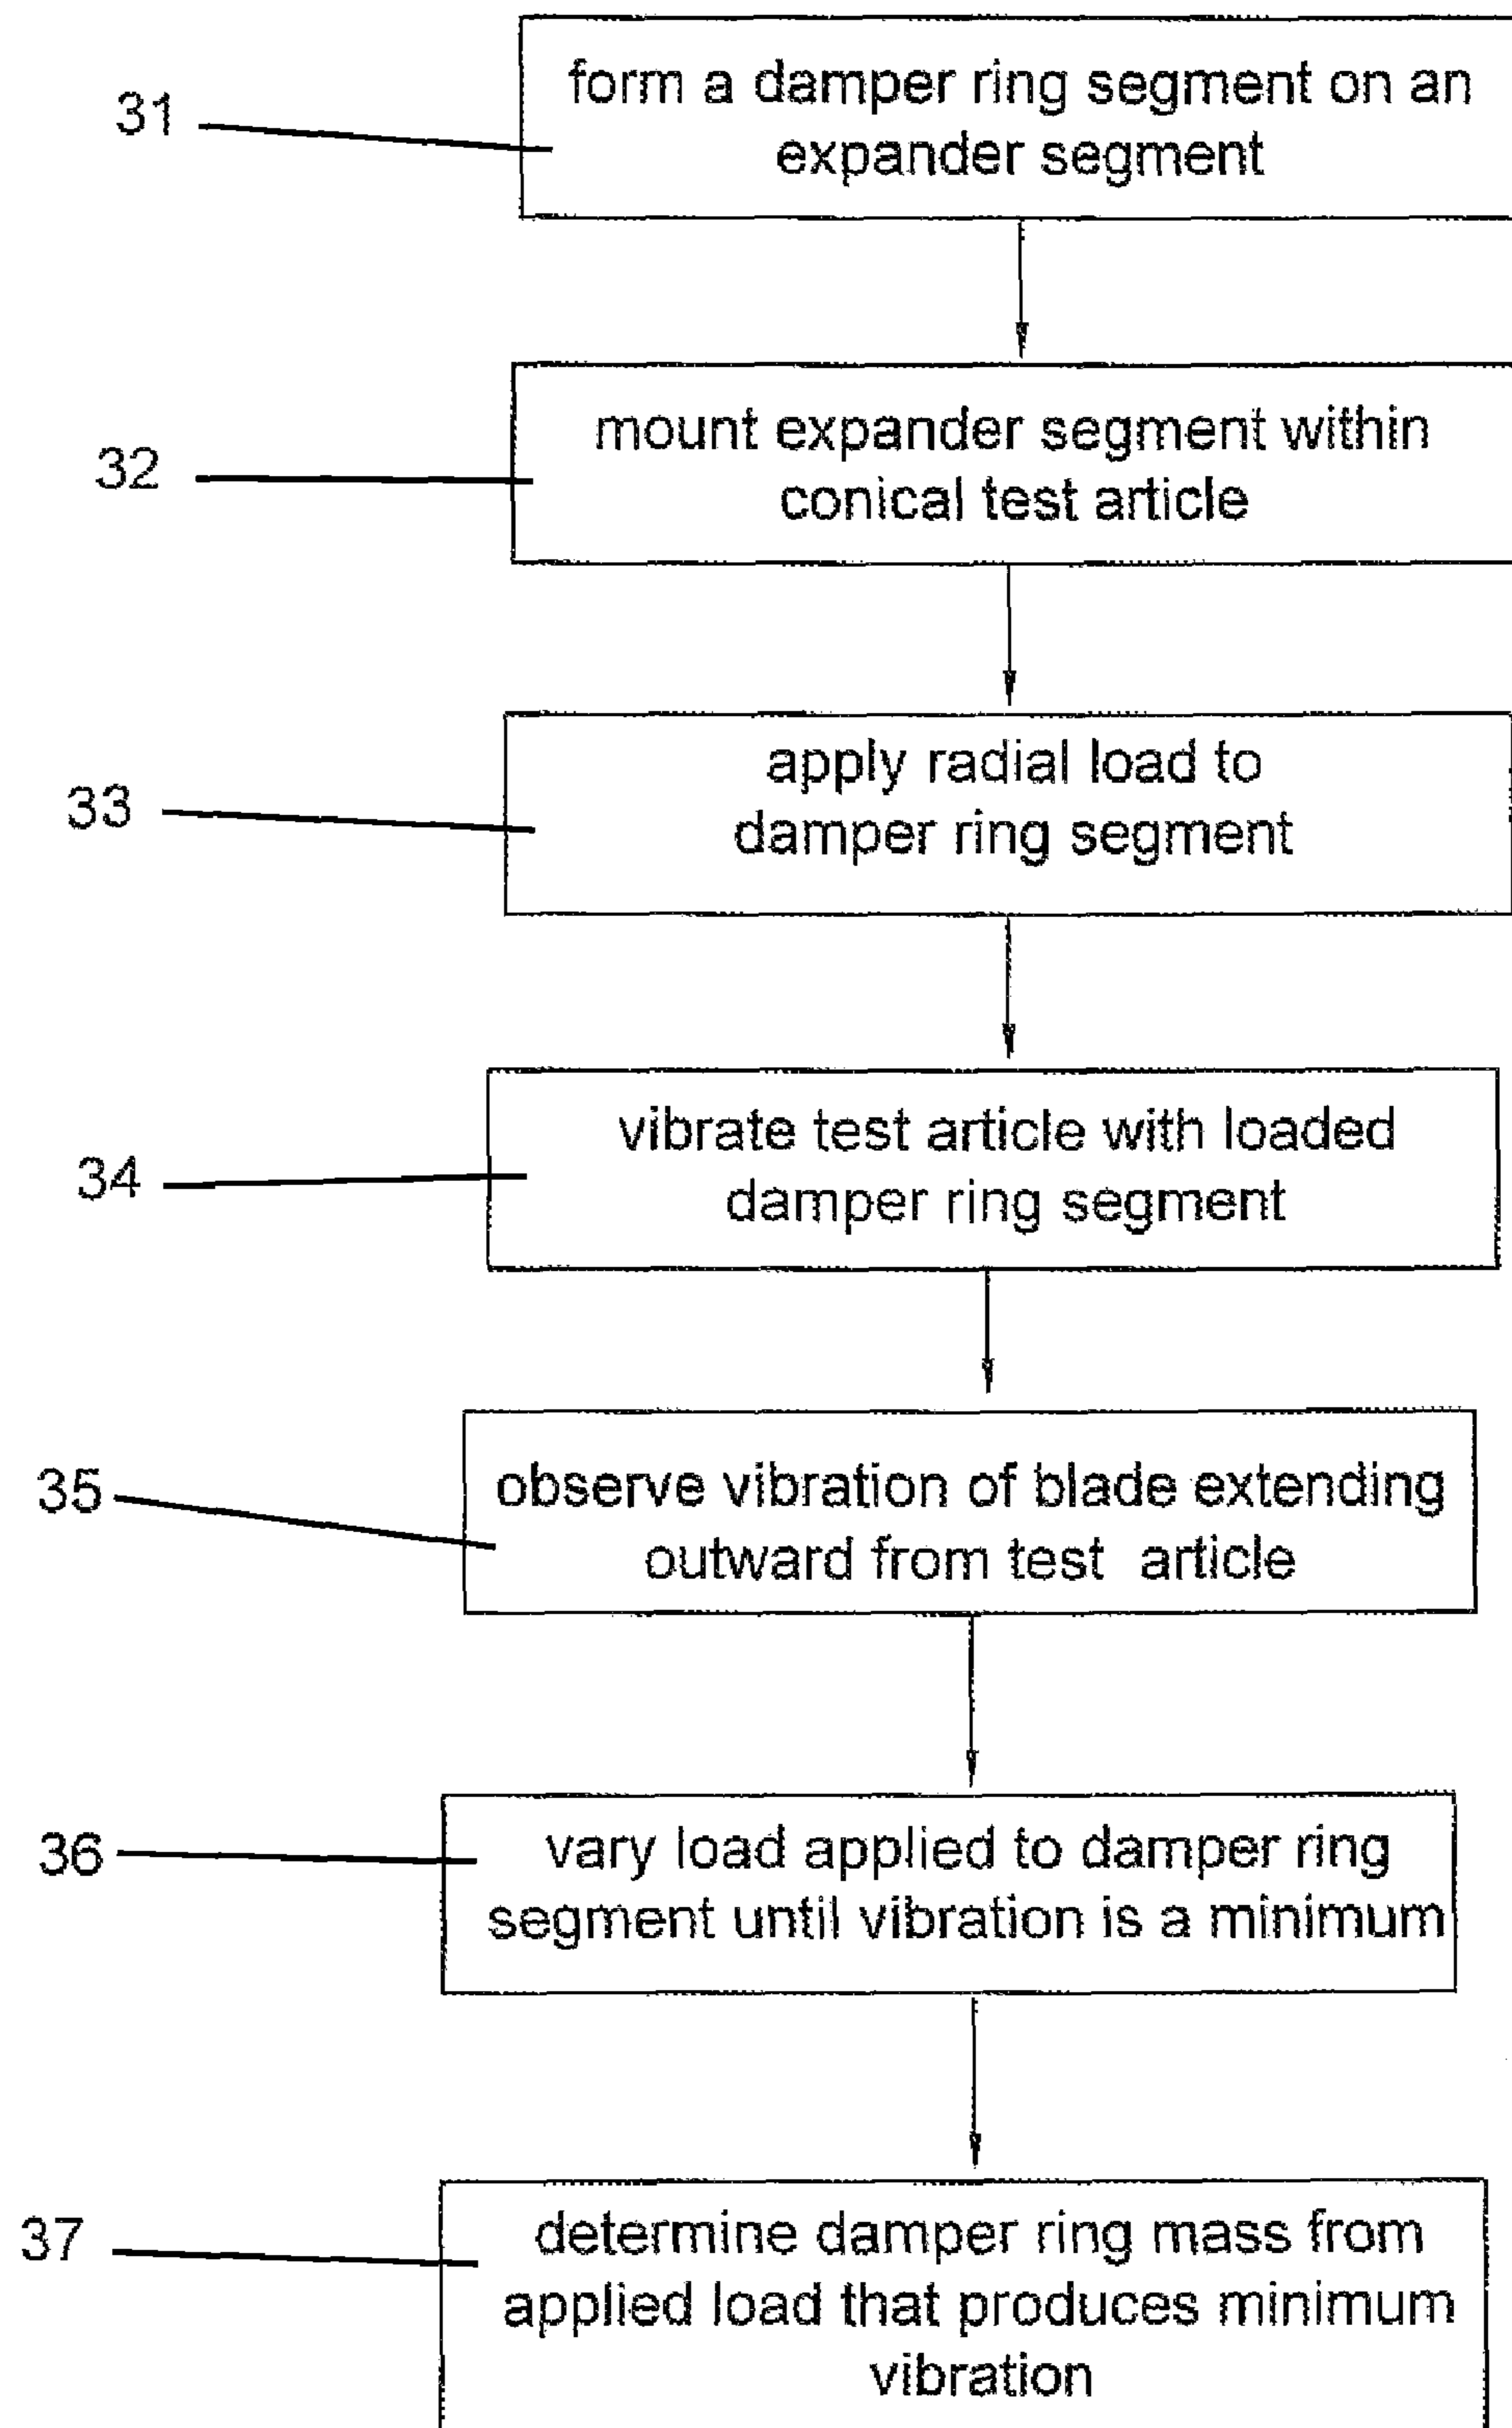 31
form a damper ring segment on an
expander segment
32
mount expander segment within
conical test article
33
apply radial load to
damper ring segment
34
vibrate test article with loaded
damper ring segment
35
observe vibration of blade extending
outward from test article
36
vary load applied to damper ring
segment until vibration is a minimum
37
determine damper ring mass from
applied load that produces minimum
vibration